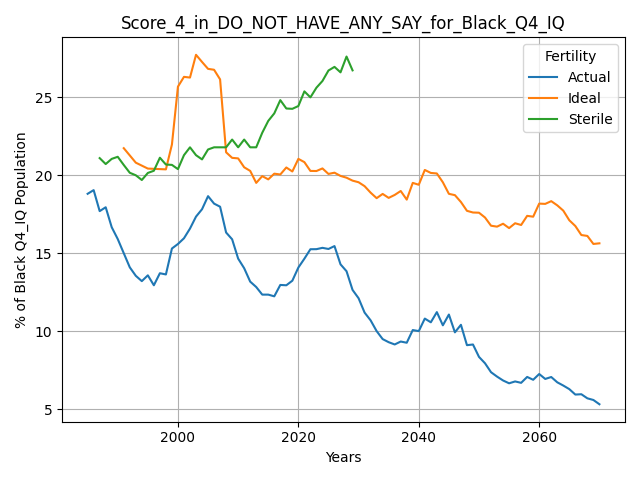 Score_4_in_DO_NOT_HAVE_ANY_SAY_for_Black_Q4_IQ
Fertility
Actual
Ideal
Sterile
% of Black Q4_IQ Population
25
20
15
10
5
2000
2020
2040
2060
Years